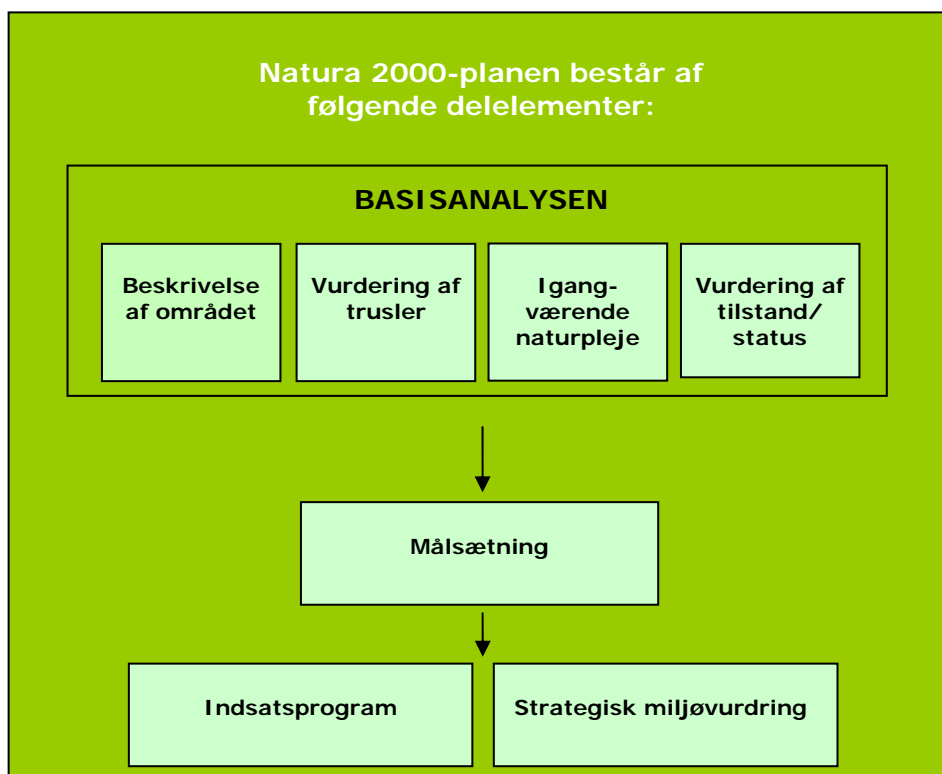 Natura 2000-planen består af
følgende delelementer:
BASISANALYSEN
Beskrivelse
af området
Vurdering af
trusler
Igang-
værende
naturpleje
Vurdering af
tilstand/
status
Målsætning
Indsatsprogram
Strategisk miljøvurdring